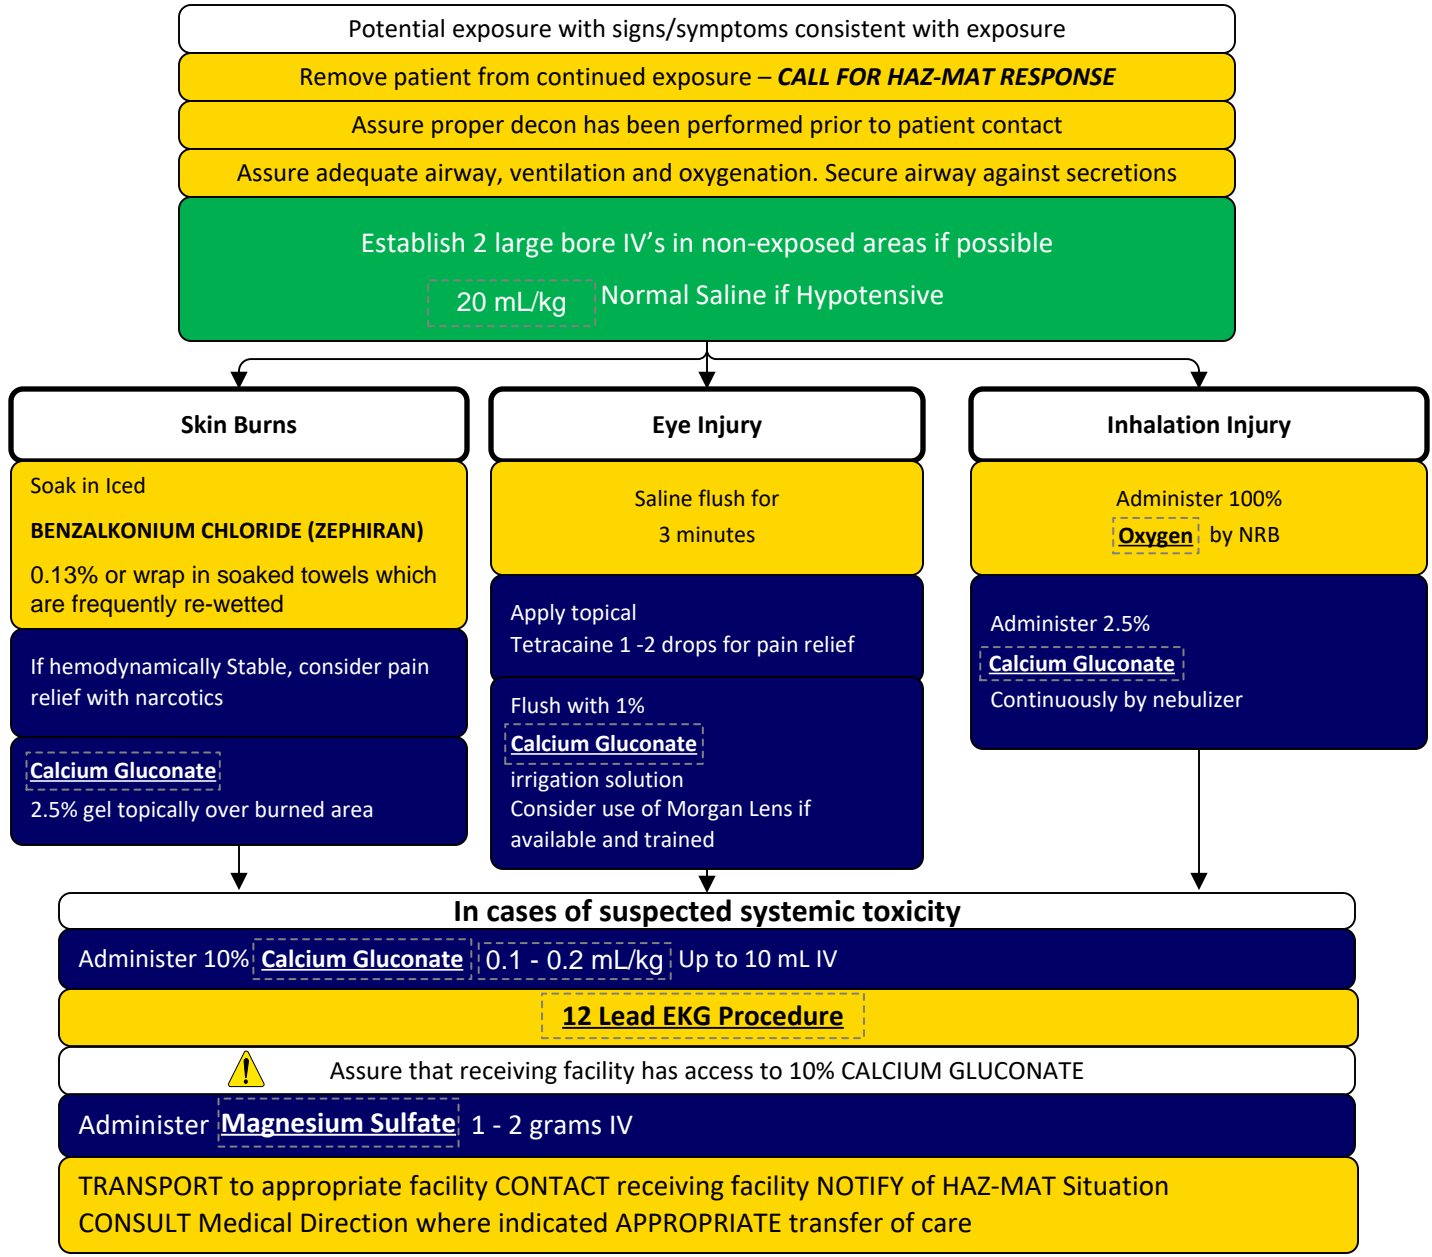 Potential exposure with signs/symptoms consistent with exposure
Remove patient from continued exposure – CALL FOR HAZ-MAT RESPONSE
Assure proper decon has been performed prior to patient contact
Assure adequate airway, ventilation and oxygenation. Secure airway against secretions
Establish 2 large bore IV's in non-exposed areas if possible
20 mL/kg Normal Saline if Hypotensive
Skin Burns
Soak in Iced
BENZALKONIUM CHLORIDE (ZEPHIRAN)
0.13% or wrap in soaked towels which
are frequently re-wetted
If hemodynamically Stable, consider pain
relief with narcotics
Calcium Gluconate
2.5% gel topically over burned area
Eye Injury
Saline flush for
3 minutes
Apply topical
Tetracaine 1 -2 drops for pain relief
Flush with 1%
Calcium Gluconate
irrigation solution
Consider use of Morgan Lens if
available and trained
Inhalation Injury
Administer 100%
Oxygen by NRB
Administer 2.5%
Calcium Gluconate
Continuously by nebulizer
In cases of suspected systemic toxicity
Administer 10% Calcium Gluconate 0.1 - 0.2 mL/kg Up to 10 mL IV
12 Lead EKG Procedure
Assure that receiving facility has access to 10% CALCIUM GLUCONATE
Administer Magnesium Sulfate 1 - 2 grams IV
TRANSPORT to appropriate facility CONTACT receiving facility NOTIFY of HAZ-MAT Situation
CONSULT Medical Direction where indicated APPROPRIATE transfer of care